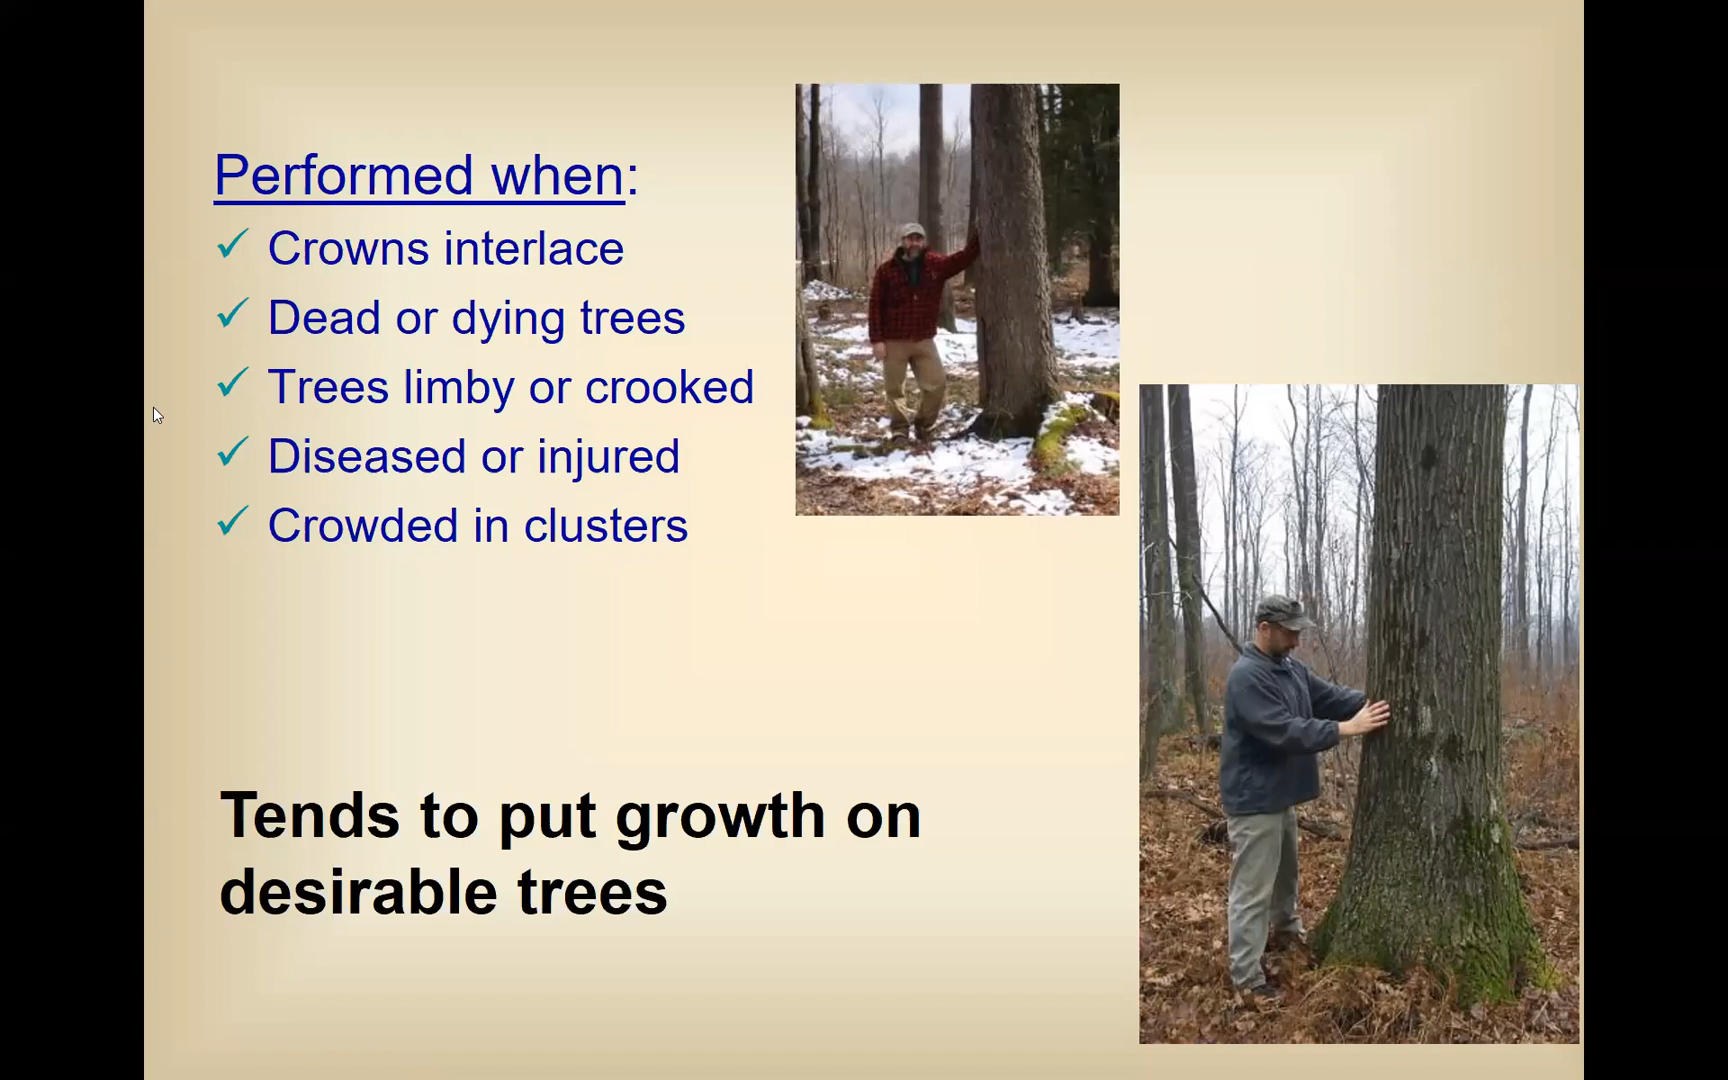 Performed when:
Crowns interlace
Dead or dying trees
Trees limby or crooked
Diseased or injured
Crowded in clusters
Tends to put growth on
desirable trees